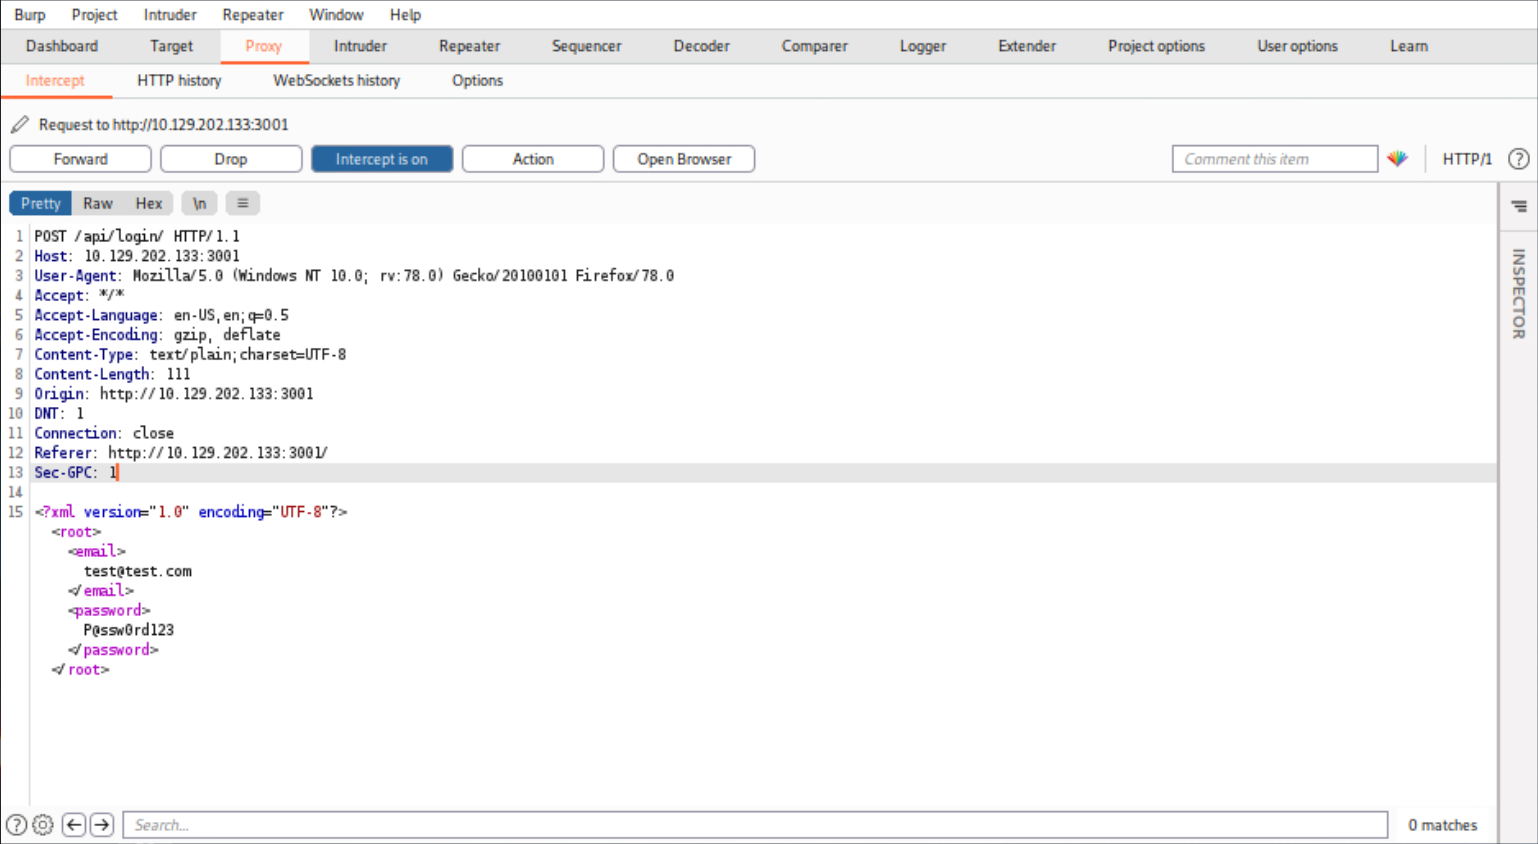 Burp Project Intruder Repeater Window Help
Dashboard Target Proxy Intruder Repeater Sequencer Decoder Comparer Logger Extender Project options User options Learn
Intercept HTTP history WebSockets history Options
Request to http://10.129.202.133:3001
Forward Drop Intercept is on Action Open Browser Comment this item HTTP/1 ?
Pretty Raw Hex \n ≡
INSPECTOR
1 POST /api/login/ HTTP/1.1
2 Host: 10.129.202.133:3001
3 User-Agent: Mozilla/5.0 (Windows NT 10.0; rv:78.0) Gecko/20100101 Firefox/78.0
4 Accept: */*
5 Accept-Language: en-US,en;q=0.5
6 Accept-Encoding: gzip, deflate
7 Content-Type: text/plain;charset=UTF-8
8 Content-Length: 111
9 Origin: http://10.129.202.133:3001
10 DNT: 1
11 Connection: close
12 Referer: http://10.129.202.133:3001/
13 Sec-GPC: 1
14
15 <?xml version="1.0" encoding="UTF-8"?>
<root>
<email>
test@test.com
</email>
<password>
P@ssw0rd123
</password>
</root>
? Search... 0 matches